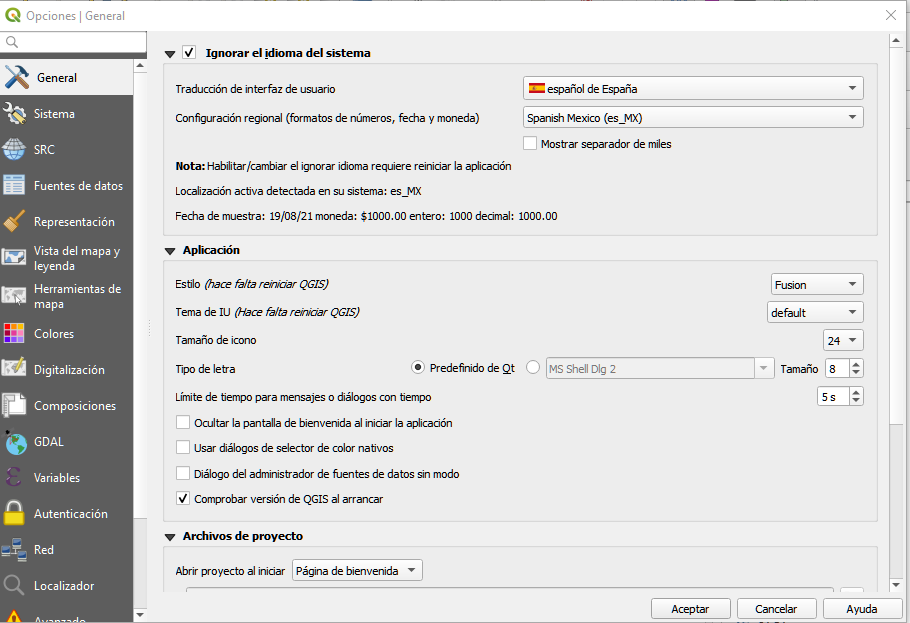 Opciones | General
General
Sistema
SRC
Fuentes de datos
Representación
Vista del mapa y
leyenda
Herramientas de
mapa
Colores
Digitalización
Composiciones
GDAL
Variables
Autenticación
Red
Localizador
Avanzado
Ignorar el idioma del sistema
Traducción de interfaz de usuario
español de España
Configuración regional (formatos de números, fecha y moneda)
Spanish Mexico (es_MX)
Mostrar separador de miles
Nota: Habilitar/cambiar el ignorar idioma requiere reiniciar la aplicación
Localización activa detectada en su sistema: es_MX
Fecha de muestra: 19/08/21 moneda: $1000.00 entero: 1000 decimal: 1000.00
Aplicación
Estilo (hace falta reiniciar QGIS)
Fusion
Tema de IU (Hace falta reiniciar QGIS)
default
Tamaño de icono
24
Tipo de letra
Predefinido de Qt
MS Shell Dlg 2
Tamaño
8
Límite de tiempo para mensajes o diálogos con tiempo
5 s
Ocultar la pantalla de bienvenida al iniciar la aplicación
Usar diálogos de selector de color nativos
Diálogo del administrador de fuentes de datos sin modo
Comprobar versión de QGIS al arrancar
Archivos de proyecto
Abrir proyecto al iniciar
Página de bienvenida
Aceptar
Cancelar
Ayuda